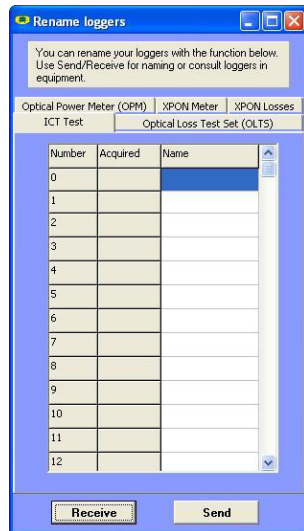 Rename loggers
You can rename your loggers with the function below.
Use Send/Receive for naming or consult loggers in
equipment.
Optical Power Meter (OPM) XPON Meter XPON Losses
ICT Test Optical Loss Test Set (OLTS)
Number Acquired Name
0
1
2
3
4
5
6
7
8
9
10
11
12
Receive Send